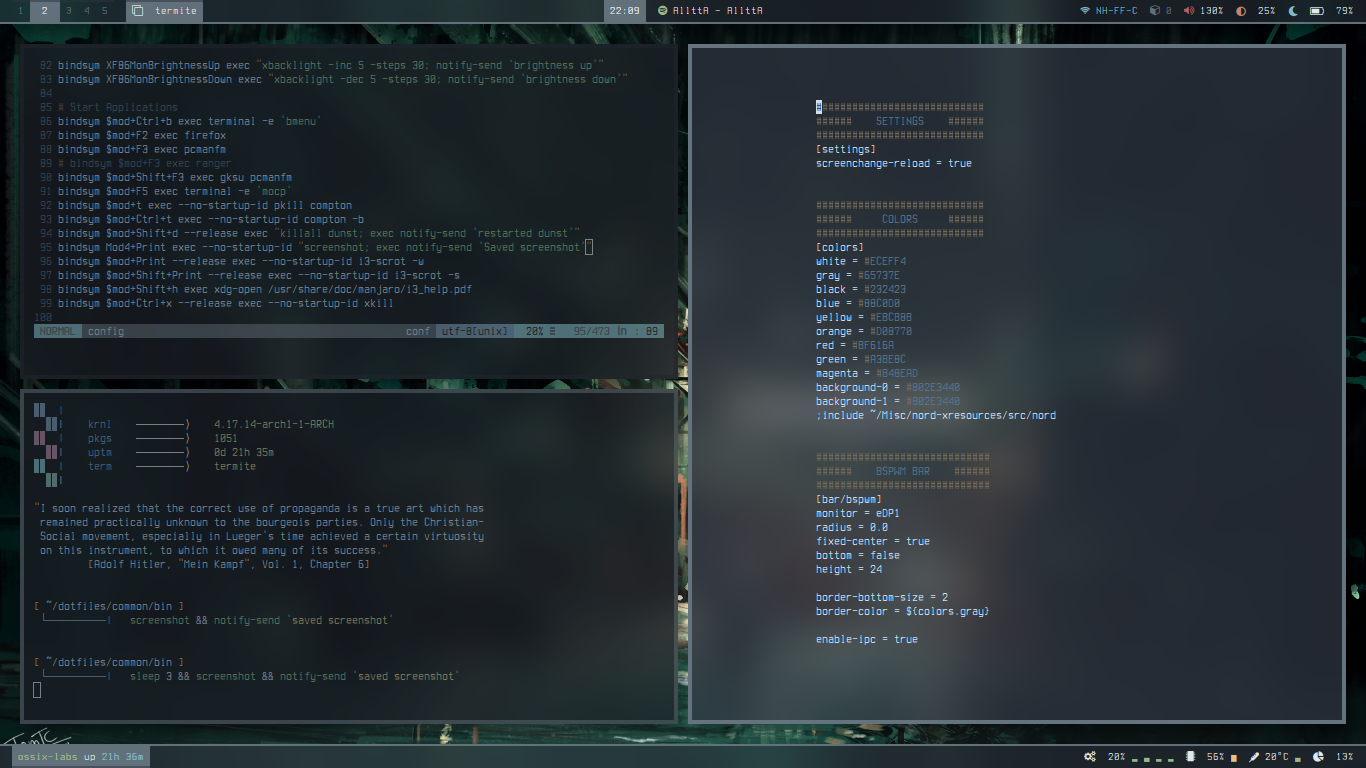 1 2 3 4 5 termite 22:09 AllttA - AllttA NH-FF-C 0 130% 25% 79%
82 bindsym XF86MonBrightnessUp exec "xbacklight -inc 5 -steps 30; notify-send 'brightness up'"
83 bindsym XF86MonBrightnessDown exec "xbacklight -dec 5 -steps 30; notify-send 'brightness down'"
84
85 # Start Applications
86 bindsym $mod+Ctrl+b exec terminal -e 'bmenu'
87 bindsym $mod+F2 exec firefox
88 bindsym $mod+F3 exec pcmanfm
89 # bindsym $mod+F3 exec ranger
90 bindsym $mod+Shift+F3 exec gksu pcmanfm
91 bindsym $mod+F5 exec terminal -e 'mocp'
92 bindsym $mod+t exec --no-startup-id pkill compton
93 bindsym $mod+Ctrl+t exec --no-startup-id compton -b
94 bindsym $mod+Shift+d --release exec "killall dunst; exec notify-send 'restarted dunst'"
95 bindsym Mod4+Print exec --no-startup-id "screenshot; exec notify-send 'Saved screenshot'"
96 bindsym $mod+Print --release exec --no-startup-id i3-scrot -w
97 bindsym $mod+Shift+Print --release exec --no-startup-id i3-scrot -s
98 bindsym $mod+Shift+h exec xdg-open /usr/share/doc/manjaro/i3_help.pdf
99 bindsym $mod+Ctrl+x --release exec --no-startup-id xkill
100
NORMAL config conf utf-8[unix] 20% ≡ 95/473 ln : 89
krnl ────────) 4.17.14-arch1-1-ARCH
pkgs ────────) 1051
uptm ────────) 0d 21h 35m
term ────────) termite
"I soon realized that the correct use of propaganda is a true art which has
remained practically unknown to the bourgeois parties. Only the Christian-
Social movement, especially in Lueger's time achieved a certain virtuosity
on this instrument, to which it owed many of its success."
[Adolf Hitler, "Mein Kampf", Vol. 1, Chapter 6]
[ ~/dotfiles/common/bin ]
screenshot && notify-send 'saved screenshot'
[ ~/dotfiles/common/bin ]
sleep 3 && screenshot && notify-send 'saved screenshot'
############################
###### SETTINGS ######
############################
[settings]
screenchange-reload = true
############################
###### COLORS ######
############################
[colors]
white = #ECEFF4
gray = #65737E
black = #232423
blue = #88C0D0
yellow = #EBCB8B
orange = #D08770
red = #BF616A
green = #A3BE8C
magenta = #B48EAD
background-0 = #802E3440
background-1 = #802E3440
;include ~/Misc/nord-xresources/src/nord
#############################
###### BSPWM BAR ######
#############################
[bar/bspwm]
monitor = eDP1
radius = 0.0
fixed-center = true
bottom = false
height = 24
border-bottom-size = 2
border-color = ${colors.gray}
enable-ipc = true
ossix-labs up 21h 36m 20% 56% 20°C 13%